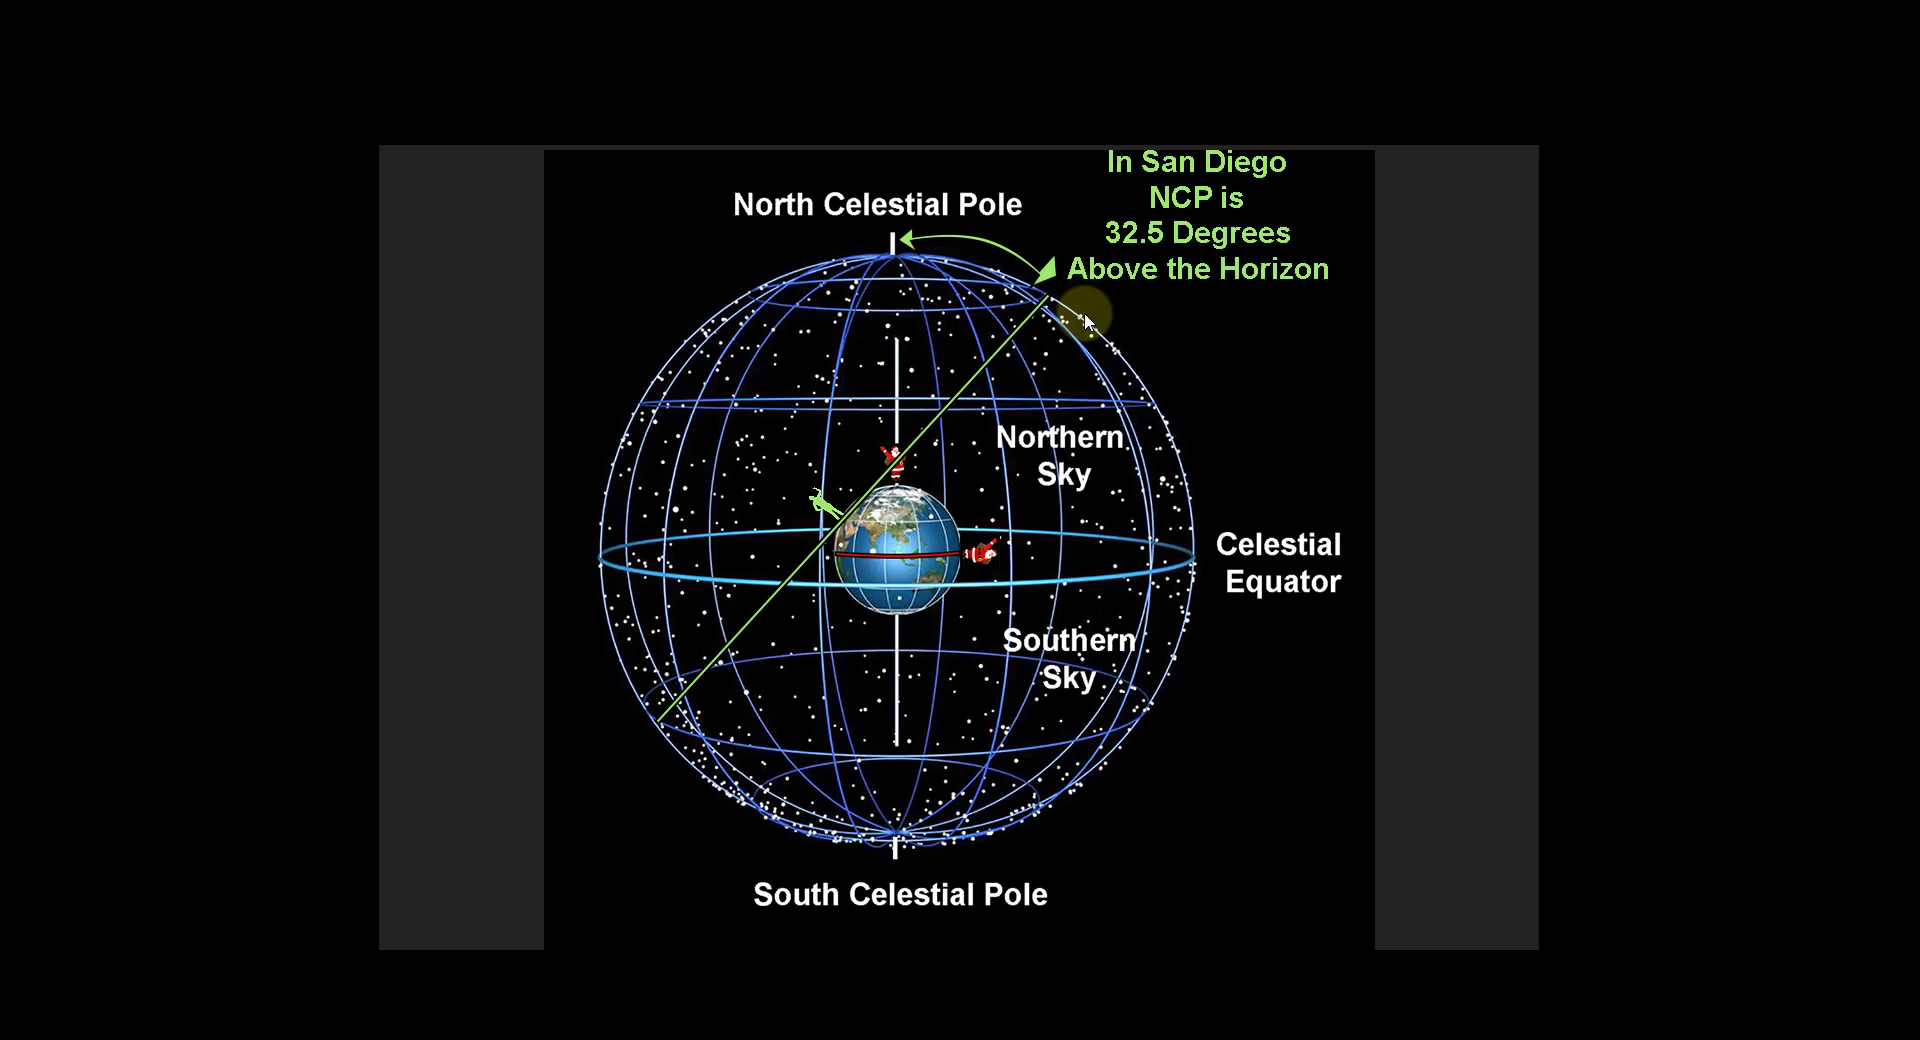 In San Diego
NCP is
32.5 Degrees
Above the Horizon
North Celestial Pole
Northern
Sky
Celestial
Equator
Southern
Sky
South Celestial Pole